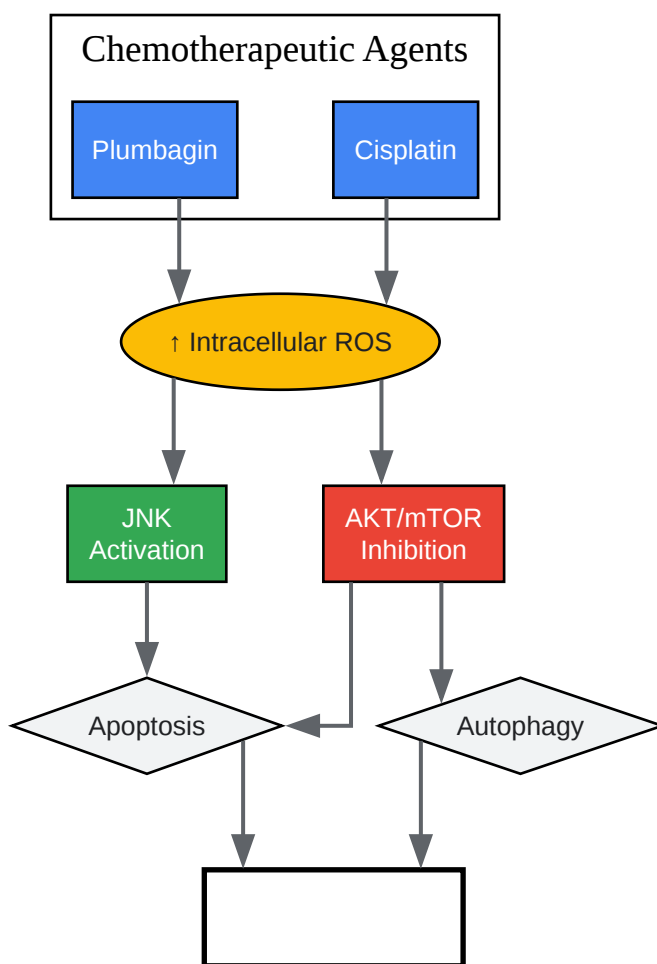 Chemotherapeutic Agents
Plumbagin
Cisplatin
↑ Intracellular ROS
JNK
Activation
AKT/mTOR
Inhibition
Apoptosis
Autophagy